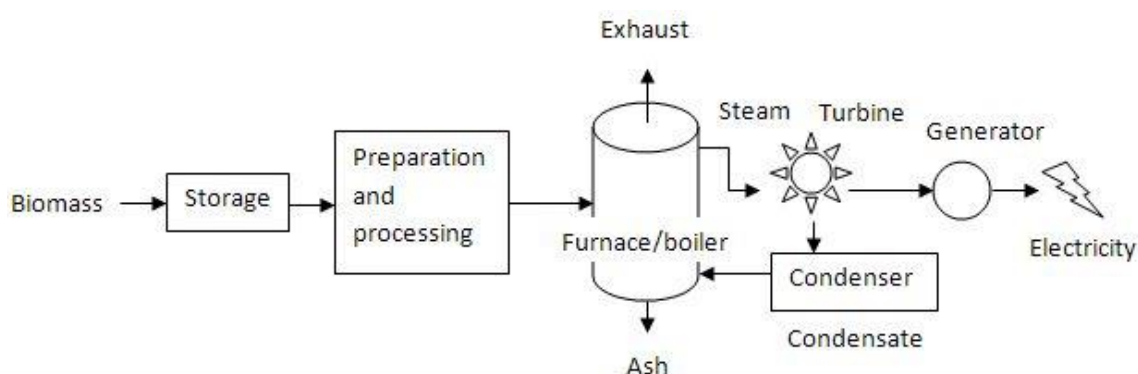 Exhaust
Steam
Turbine
Generator
Preparation
and
processing
Biomass
Storage
Furnace/boiler
Electricity
Condenser
Condensate
Ash